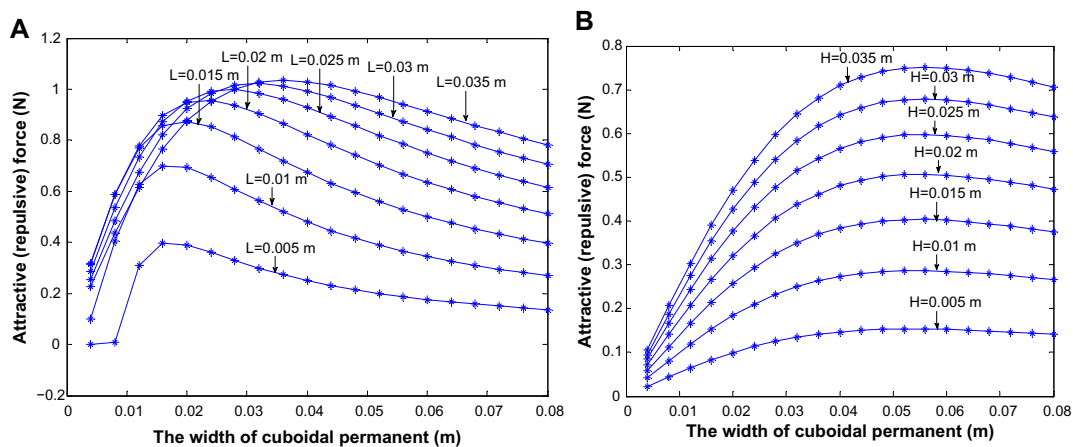 A
Attractive (repulsive) force (N)
1.2
1
0.8
0.6
0.4
0.2
0
−0.2
L=0.02 m
L=0.025 m
L=0.015 m
L=0.03 m
L=0.035 m
L=0.01 m
L=0.005 m
0 0.01 0.02 0.03 0.04 0.05 0.06 0.07 0.08
The width of cuboidal permanent (m)
B
Attractive (repulsive) force (N)
0.8
0.7
0.6
0.5
0.4
0.3
0.2
0.1
0
H=0.035 m
H=0.03 m
H=0.025 m
H=0.02 m
H=0.015 m
H=0.01 m
H=0.005 m
0 0.01 0.02 0.03 0.04 0.05 0.06 0.07 0.08
The width of cuboidal permanent (m)